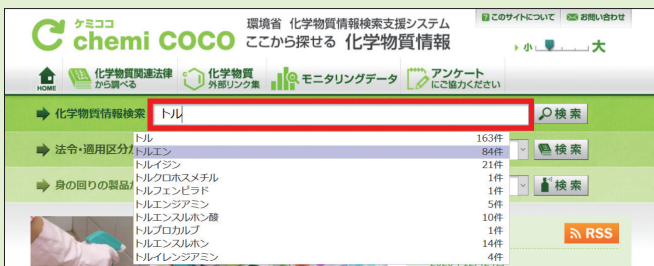 このサイトについて お問い合わせ
ケミココ
chemi COCO
環境省 化学物質情報検索支援システム
ここから探せる 化学物質情報
小 大
HOME
化学物質関連法律
から調べる
化学物質
外部リンク集
モニタリングデータ
アンケート
にご協力ください
化学物質情報検索 トル 検索
トル 163件
法令・適用区分 検索
トルエン 84件
トルイジン 21件
トルクロホスメチル 1件
身の回りの製品 検索
トルフェンピラド 1件
トルエンジアミン 5件
トルエンスルホン酸 10件
トルプロカルブ 1件
RSS
トルエンスルホン 14件
トルイレンジアミン 4件